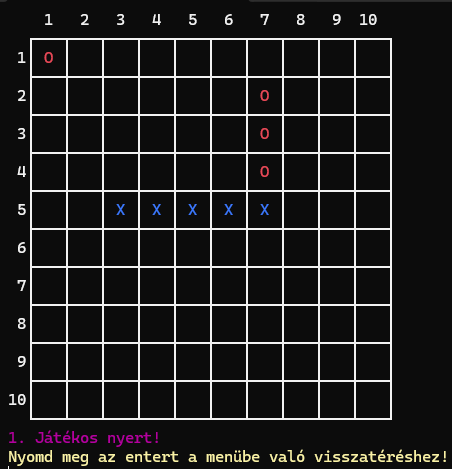 1 2 3 4 5 6 7 8 9 10
1 O
2 O
3 O
4 O
5 X X X X X
6
7
8
9
10
1. Játékos nyert!
Nyomd meg az entert a menübe való visszatéréshez!